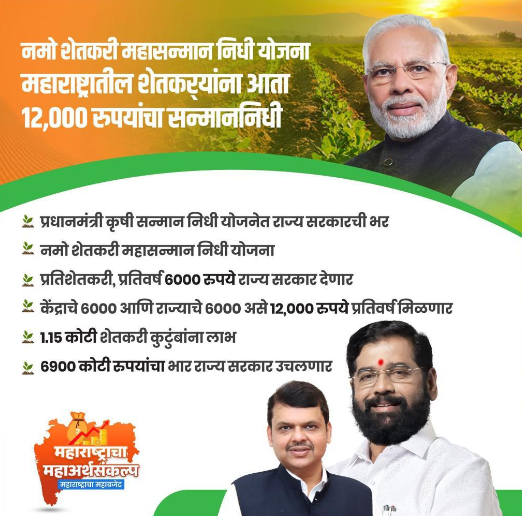 नमो शेतकरी महासन्मान निधी योजना
महाराष्ट्रातील शेतकऱ्यांना आता
12,000 रुपयांचा सन्माननिधी
प्रधानमंत्री कृषी सन्मान निधी योजनेत राज्य सरकारची भर
नमो शेतकरी महासन्मान निधी योजना
प्रतिशेतकरी, प्रतिवर्ष 6000 रुपये राज्य सरकार देणार
केंद्राचे 6000 आणि राज्याचे 6000 असे 12,000 रुपये प्रतिवर्ष मिळणार
1.15 कोटी शेतकरी कुटुंबांना लाभ
6900 कोटी रुपयांचा भार राज्य सरकार उचलणार
महाराष्ट्राचा
महाअर्थसंकल्प
महाराष्ट्राचा महाबजेट